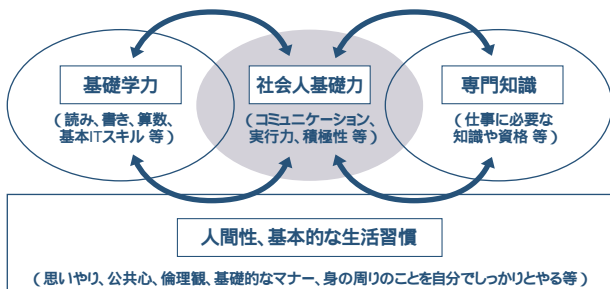 基礎学力
社会人基礎力
専門知識
(読み、書き、算数、
基本ITスキル 等)
(コミュニケーション、
実行力、積極性 等)
(仕事に必要な
知識や資格 等)
人間性、基本的な生活習慣
(思いやり、公共心、倫理観、基礎的なマナー、身の周りのことを自分でしっかりとやる等)